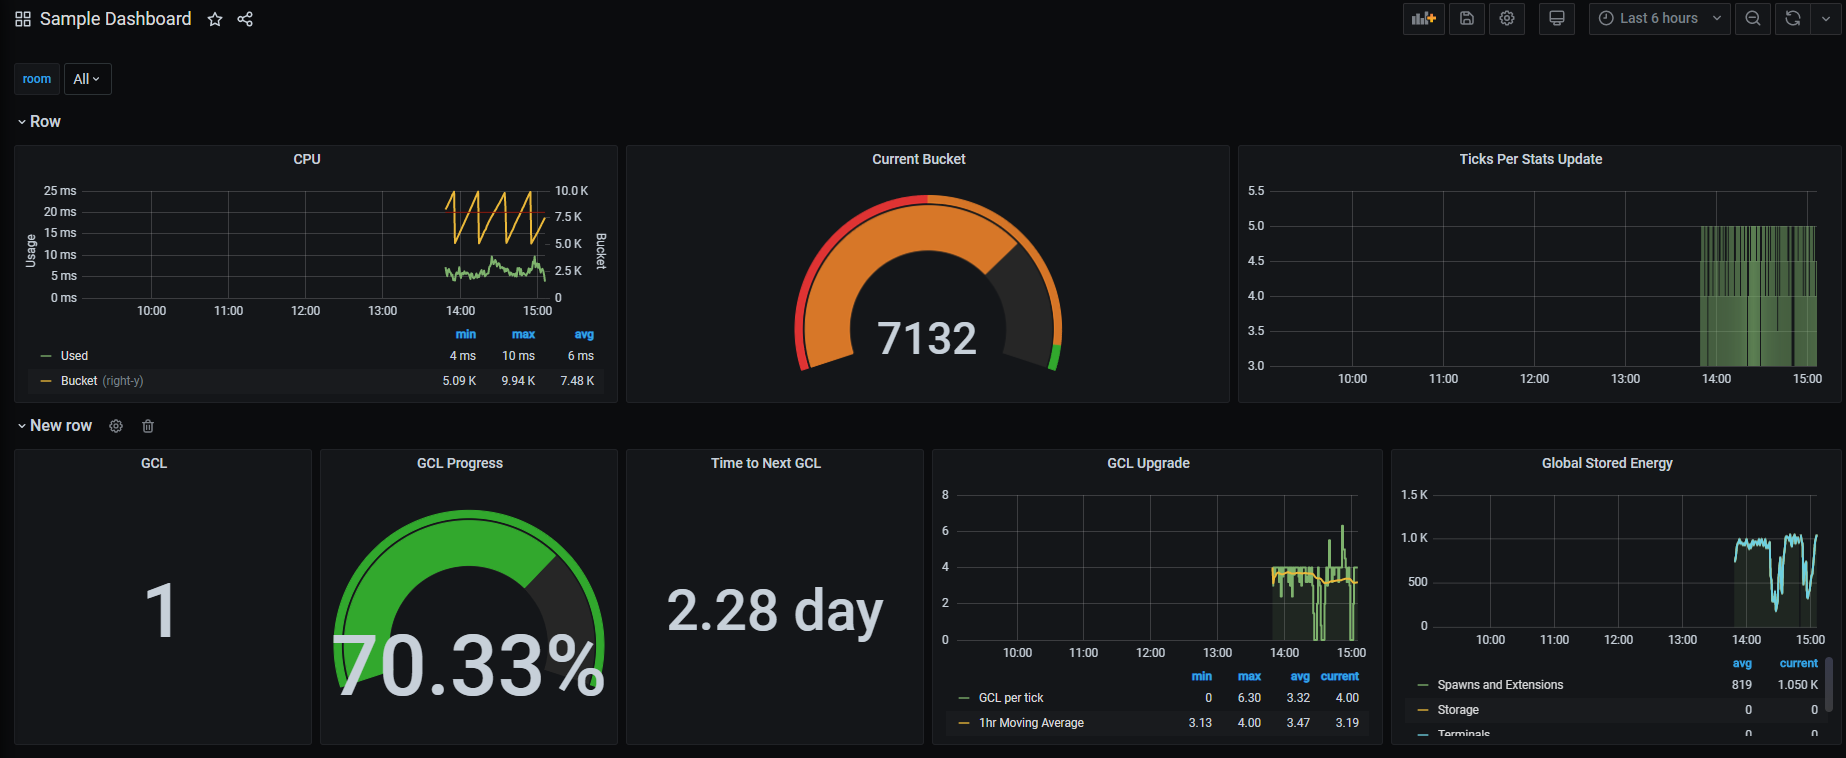 Sample Dashboard
Last 6 hours
room
All
Row
CPU
25 ms
20 ms
15 ms
10 ms
5 ms
0 ms
Usage
10.0 K
7.5 K
5.0 K
2.5 K
0
Bucket
10:00 11:00 12:00 13:00 14:00 15:00
min max avg
Used 4 ms 10 ms 6 ms
Bucket (right-y) 5.09 K 9.94 K 7.48 K
Current Bucket
7132
Ticks Per Stats Update
5.5
5.0
4.5
4.0
3.5
3.0
10:00 11:00 12:00 13:00 14:00 15:00
New row
GCL
1
GCL Progress
70.33%
Time to Next GCL
2.28 day
GCL Upgrade
8
6
4
2
0
10:00 11:00 12:00 13:00 14:00 15:00
min max avg current
GCL per tick 0 6.30 3.32 4.00
1hr Moving Average 3.13 4.00 3.47 3.19
Global Stored Energy
1.5 K
1.0 K
500
0
10:00 11:00 12:00 13:00 14:00 15:00
avg current
Spawns and Extensions 819 1.050 K
Storage 0 0
Terminals 0 0